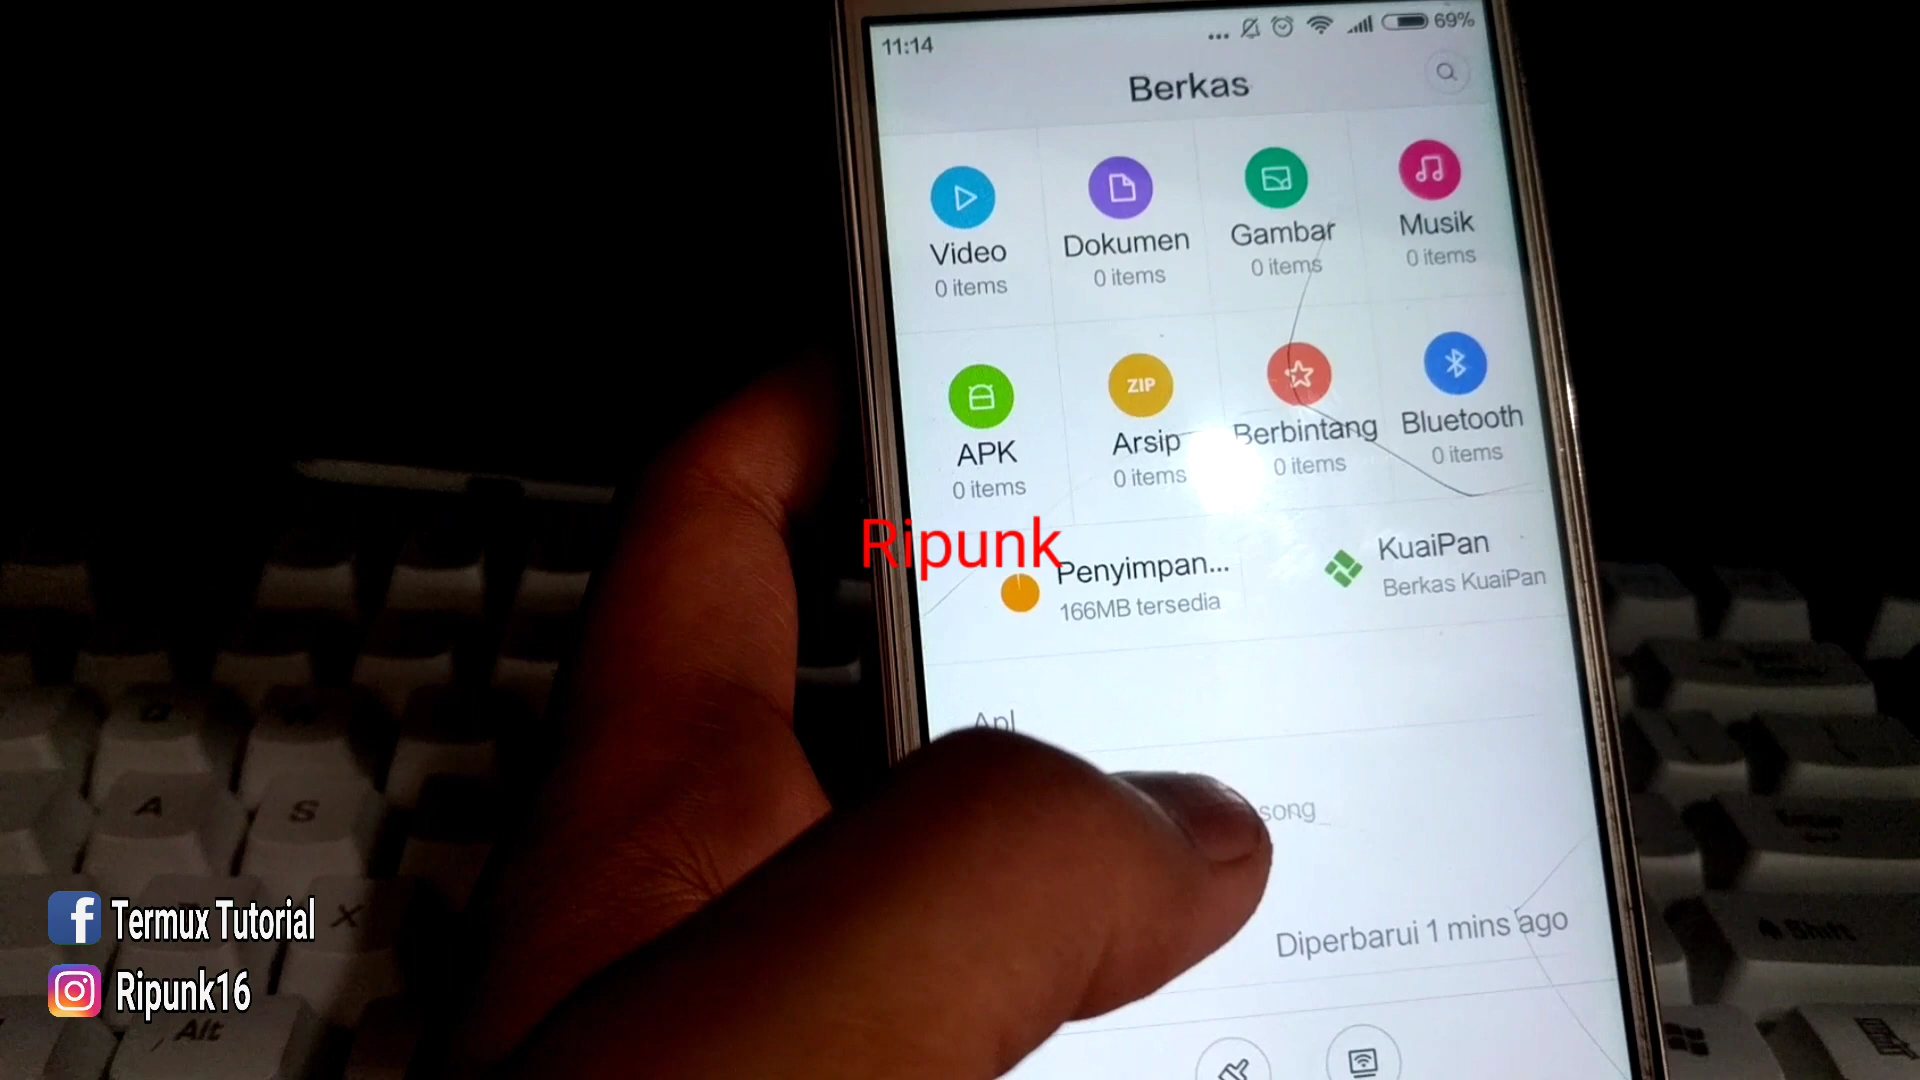 11:14
69%
Berkas
Video
0 items
Dokumen
0 items
Gambar
0 items
Musik
0 items
APK
0 items
ZIP
Arsip
0 items
Berbintang
0 items
Bluetooth
0 items
Ripunk
Penyimpan...
166MB tersedia
KuaiPan
Berkas KuaiPan
song
Diperbarui 1 mins ago
A
S
X
Alt
Shift
f Termux Tutorial
Ripunk16